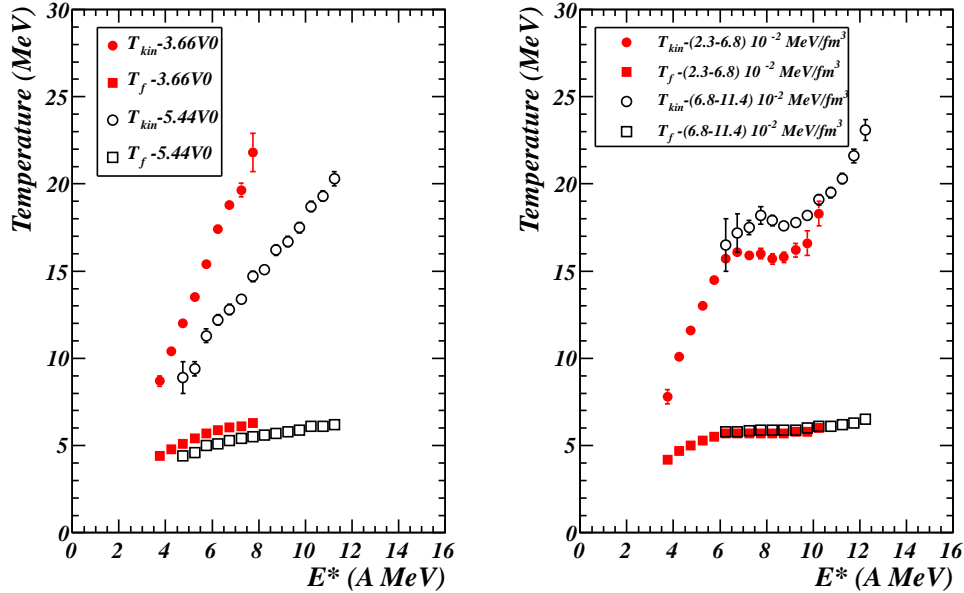 Temperature (MeV)
30
25
20
15
10
5
0
T_kin-3.66V0
T_f -3.66V0
T_kin-5.44V0
T_f -5.44V0
0 2 4 6 8 10 12 14 16
E* (A MeV)
Temperature (MeV)
30
25
20
15
10
5
0
T_kin-(2.3-6.8) 10^-2 MeV/fm^3
T_f-(2.3-6.8) 10^-2 MeV/fm^3
T_kin-(6.8-11.4) 10^-2 MeV/fm^3
T_f-(6.8-11.4) 10^-2 MeV/fm^3
0 2 4 6 8 10 12 14 16
E* (A MeV)